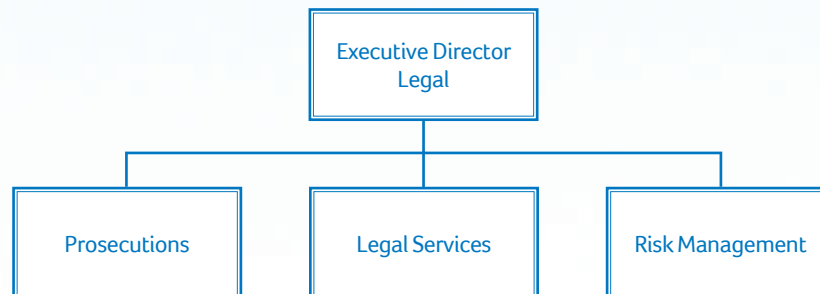 Executive Director
Legal
Prosecutions
Legal Services
Risk Management